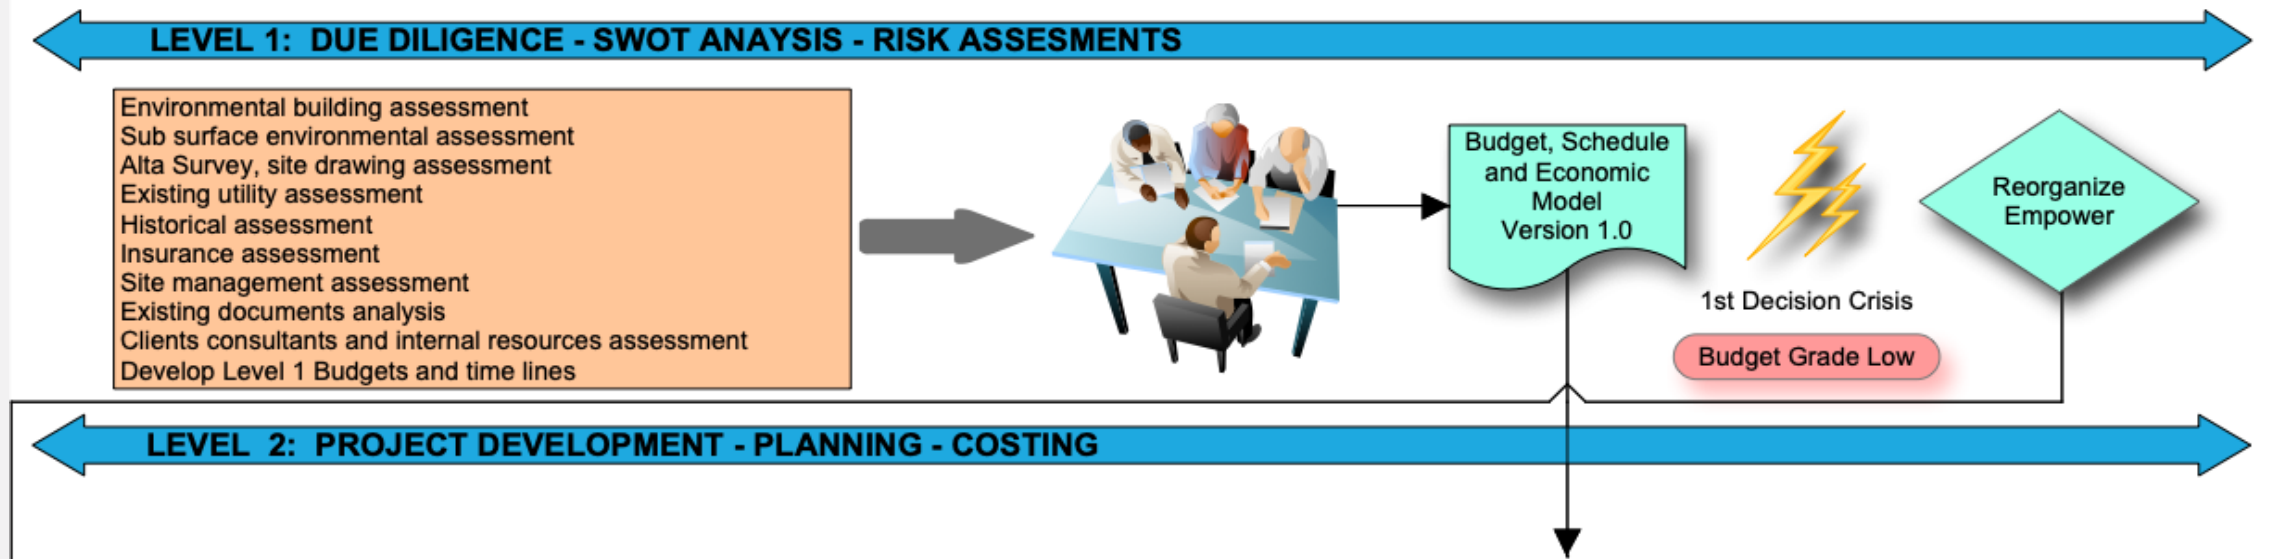 LEVEL 1: DUE DILIGENCE - SWOT ANAYSIS - RISK ASSESMENTS
Environmental building assessment
Sub surface environmental assessment
Alta Survey, site drawing assessment
Existing utility assessment
Historical assessment
Insurance assessment
Site management assessment
Existing documents analysis
Clients consultants and internal resources assessment
Develop Level 1 Budgets and time lines
Budget, Schedule
and Economic
Model
Version 1.0
1st Decision Crisis
Budget Grade Low
Reorganize
Empower
LEVEL 2: PROJECT DEVELOPMENT - PLANNING - COSTING